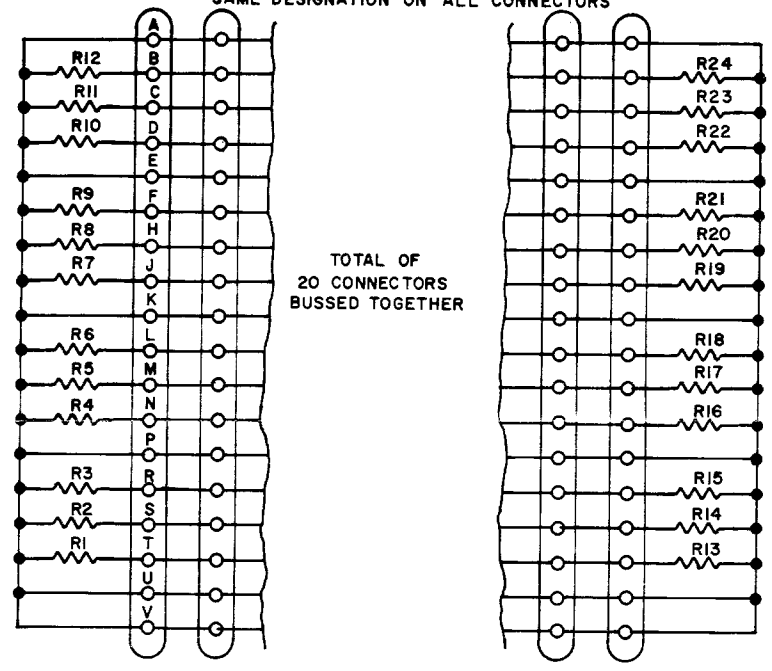 SAME DESIGNATION ON ALL CONNECTORS
A
R12 B R24
R11 C R23
R10 D R22
E
R9 F R21
R8 H R20
R7 J R19
K
TOTAL OF
20 CONNECTORS
BUSSED TOGETHER
R6 L R18
R5 M R17
R4 N R16
P
R3 R R15
R2 S R14
R1 T R13
U
V